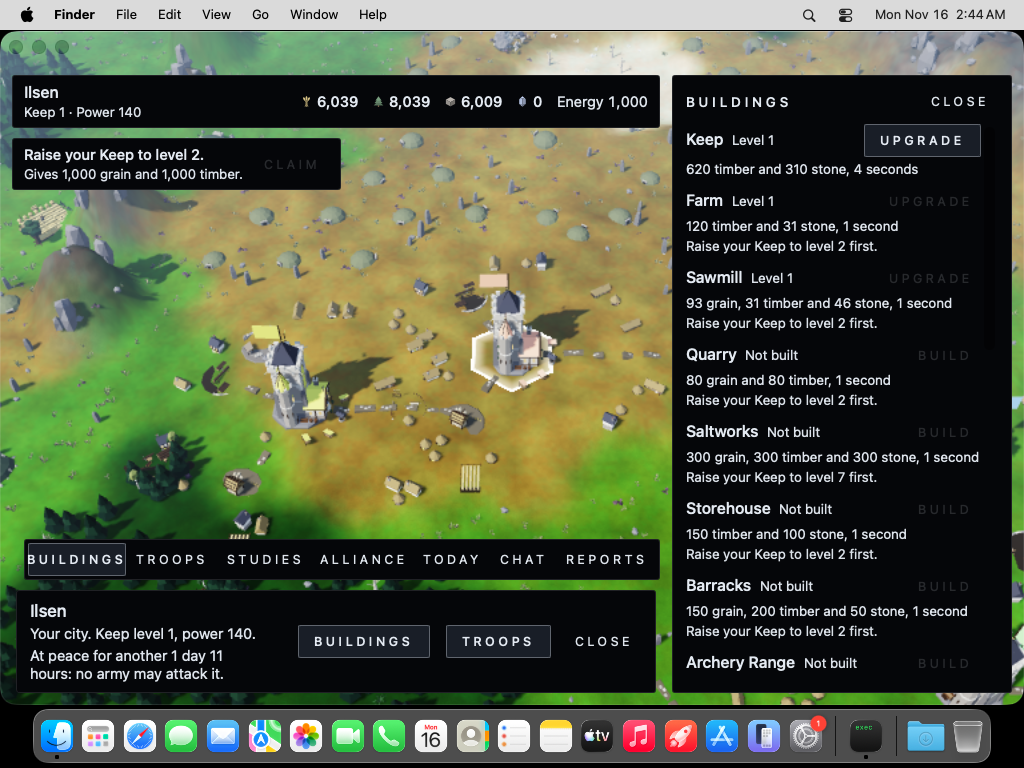 Finder File Edit View Go Window Help Mon Nov 16 2:44 AM
Ilsen
Keep 1 · Power 140
6,039 8,039 6,009 0 Energy 1,000
Raise your Keep to level 2.
Gives 1,000 grain and 1,000 timber.
CLAIM
BUILDINGS CLOSE
Keep Level 1 UPGRADE
620 timber and 310 stone, 4 seconds
Farm Level 1 UPGRADE
120 timber and 31 stone, 1 second
Raise your Keep to level 2 first.
Sawmill Level 1 UPGRADE
93 grain, 31 timber and 46 stone, 1 second
Raise your Keep to level 2 first.
Quarry Not built BUILD
80 grain and 80 timber, 1 second
Raise your Keep to level 2 first.
Saltworks Not built BUILD
300 grain, 300 timber and 300 stone, 1 second
Raise your Keep to level 7 first.
Storehouse Not built BUILD
150 timber and 100 stone, 1 second
Raise your Keep to level 2 first.
Barracks Not built BUILD
150 grain, 200 timber and 50 stone, 1 second
Raise your Keep to level 2 first.
Archery Range Not built BUILD
BUILDINGS TROOPS STUDIES ALLIANCE TODAY CHAT REPORTS
Ilsen
Your city. Keep level 1, power 140.
At peace for another 1 day 11
hours: no army may attack it.
BUILDINGS TROOPS CLOSE
Mon
16
tv
1
exec